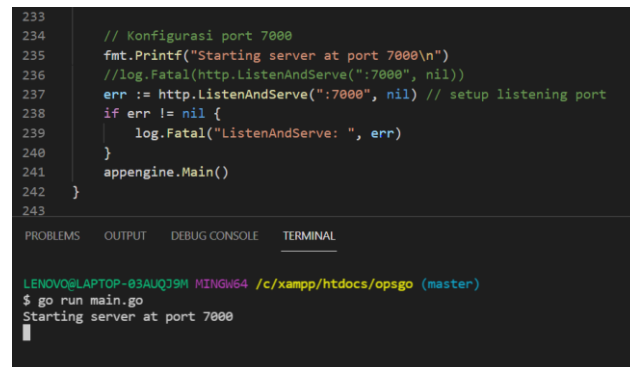 233
234 // Konfigurasi port 7000
235 fmt.Printf("Starting server at port 7000\n")
236 //log.Fatal(http.ListenAndServe(":7000", nil))
237 err := http.ListenAndServe(":7000", nil) // setup listening port
238 if err != nil {
239 log.Fatal("ListenAndServe: ", err)
240 }
241 appengine.Main()
242 }
243
PROBLEMS OUTPUT DEBUG CONSOLE TERMINAL
LENOVO@LAPTOP-03AUQJ9M MINGW64 /c/xampp/htdocs/opsgo (master)
$ go run main.go
Starting server at port 7000